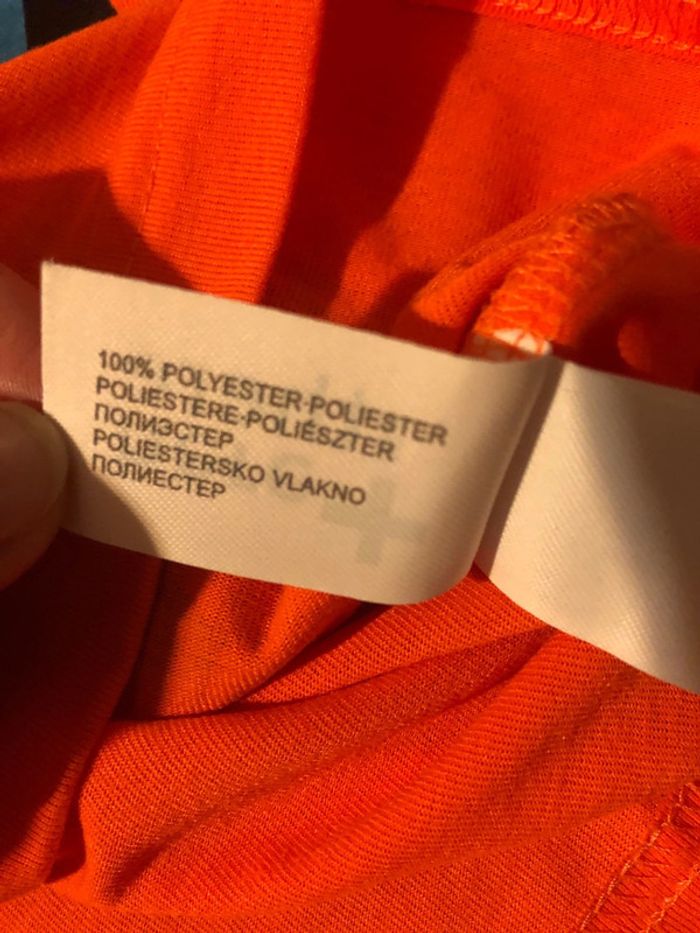 100% POLYESTER·POLIESTER
POLIESTERE·POLIÉSZTER
ПОЛИЭСТЕР
POLIESTERSKO VLAKNO
ПОЛИЕСТЕР